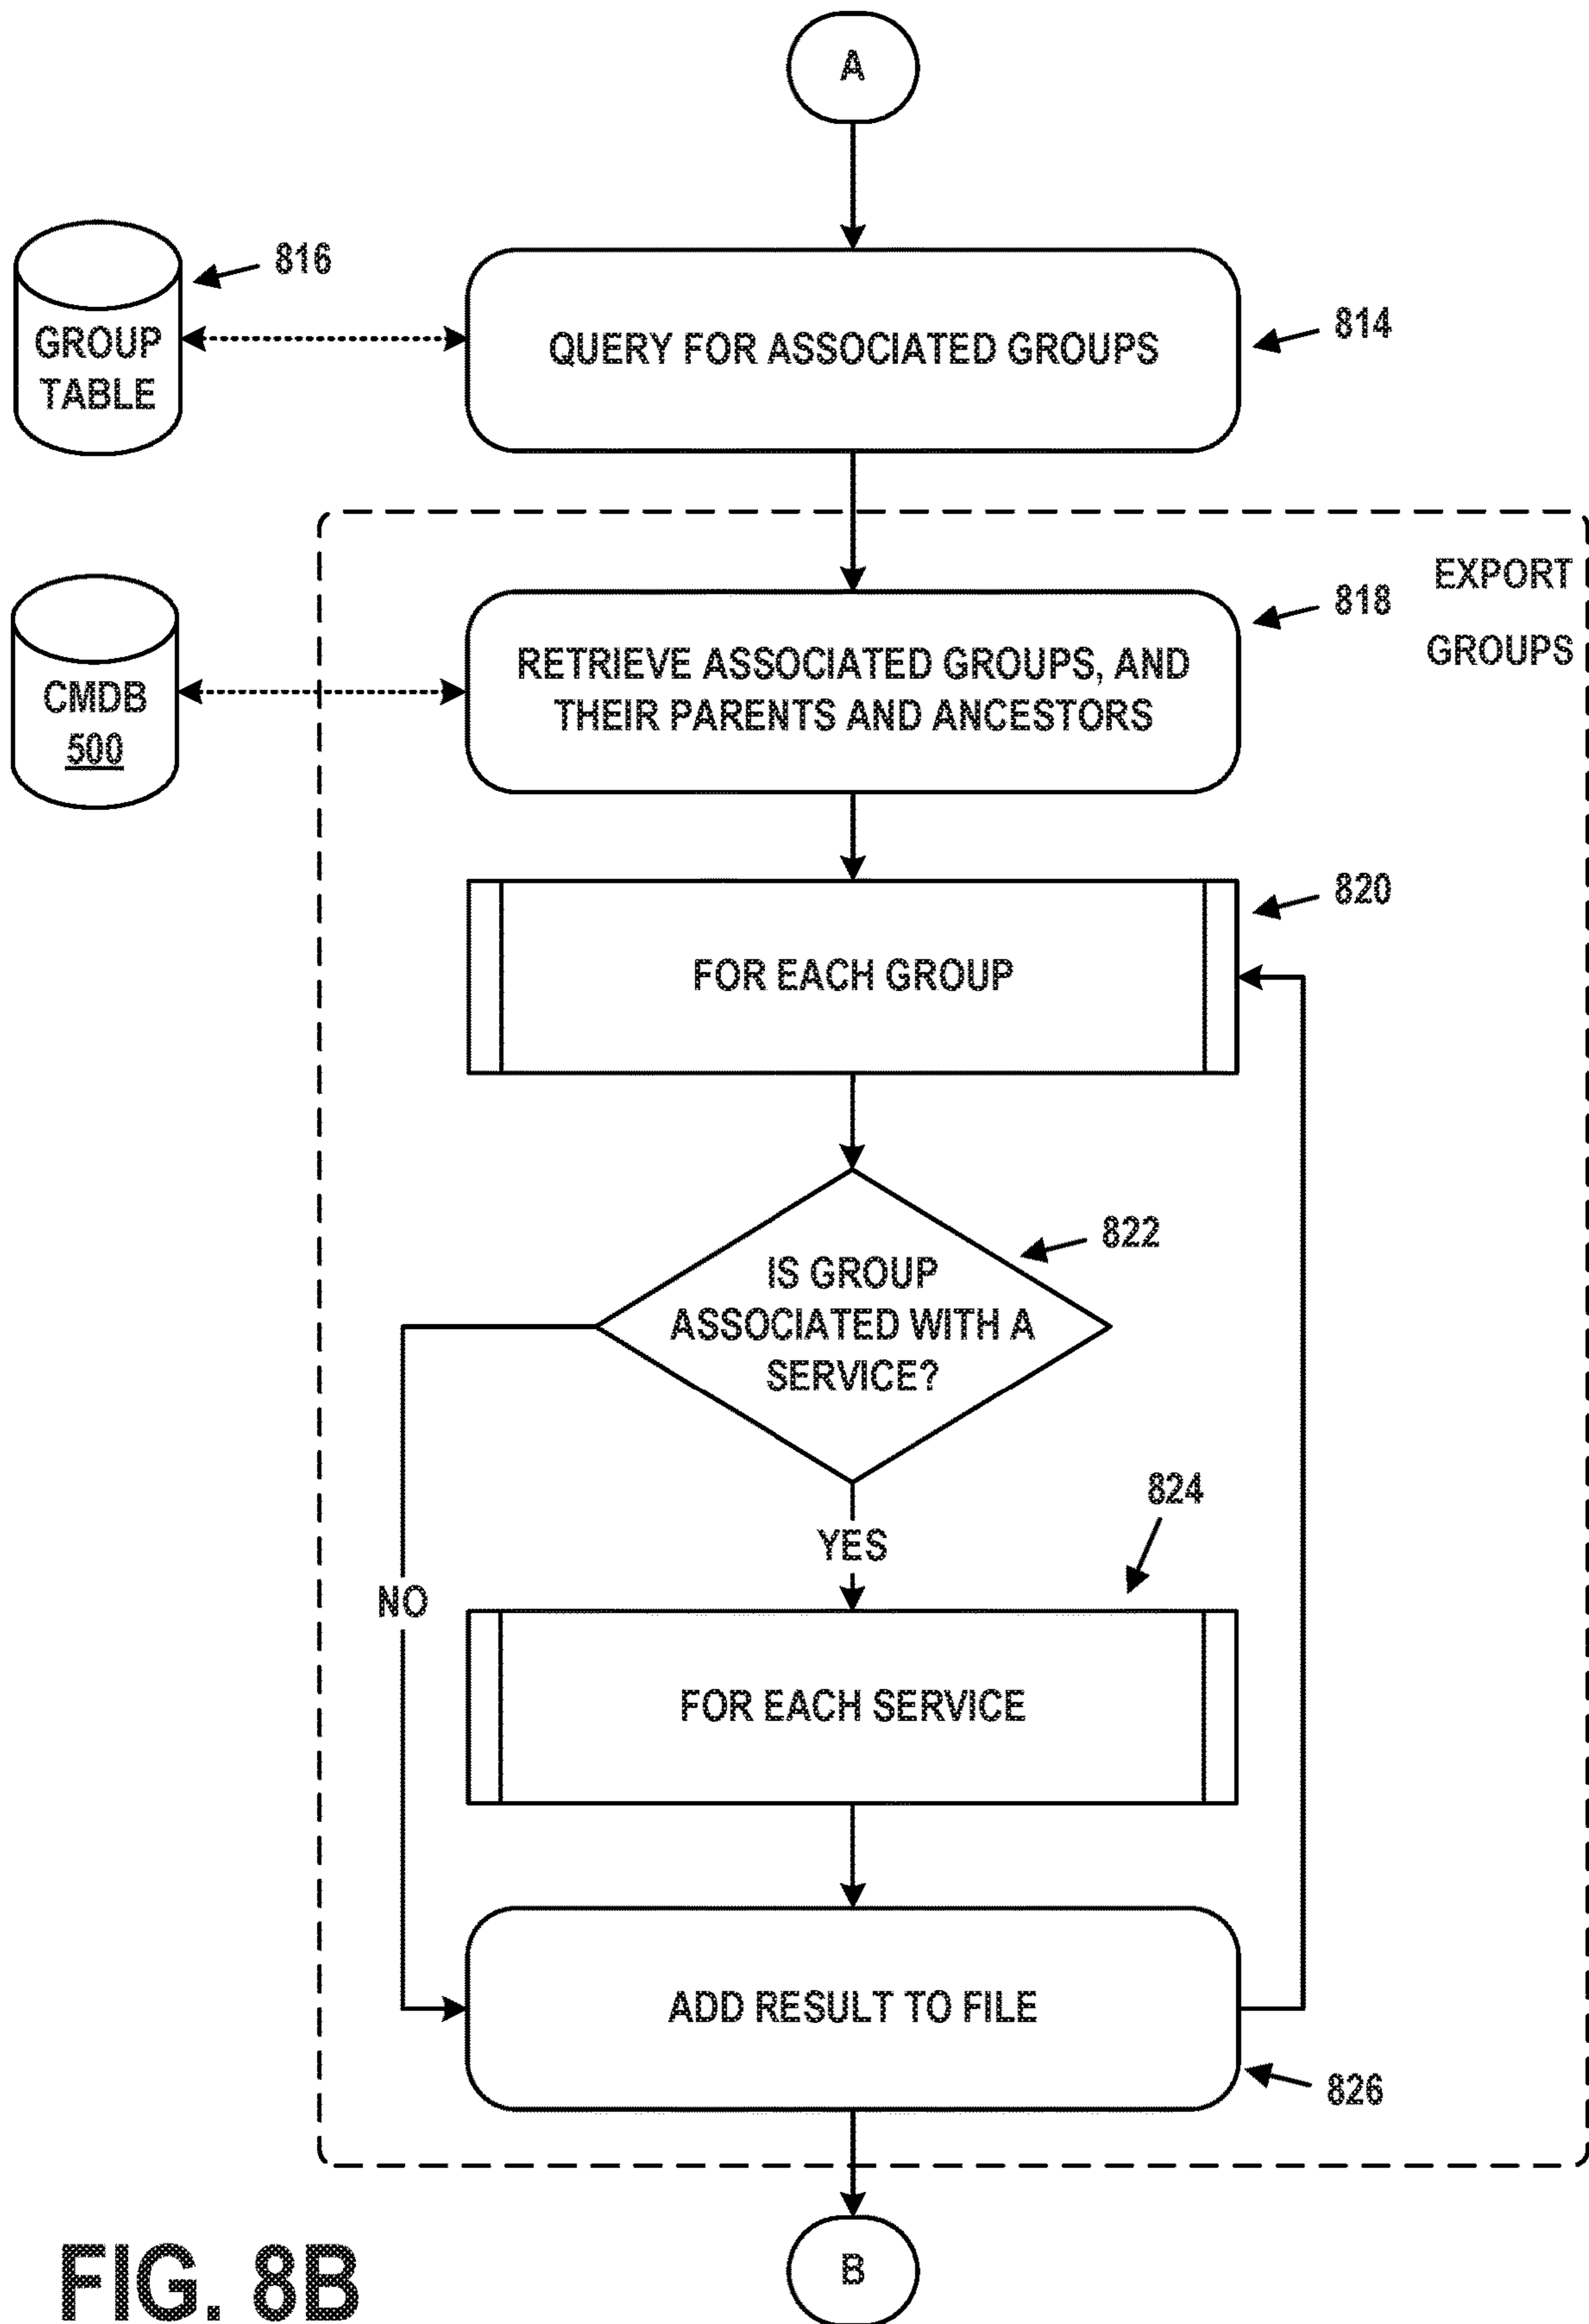 A
816
GROUP
TABLE
QUERY FOR ASSOCIATED GROUPS
814
EXPORT
GROUPS
818
CMDB
500
RETRIEVE ASSOCIATED GROUPS, AND
THEIR PARENTS AND ANCESTORS
820
FOR EACH GROUP
822
IS GROUP
ASSOCIATED WITH A
SERVICE?
824
YES
NO
FOR EACH SERVICE
ADD RESULT TO FILE
826
B
FIG. 8B